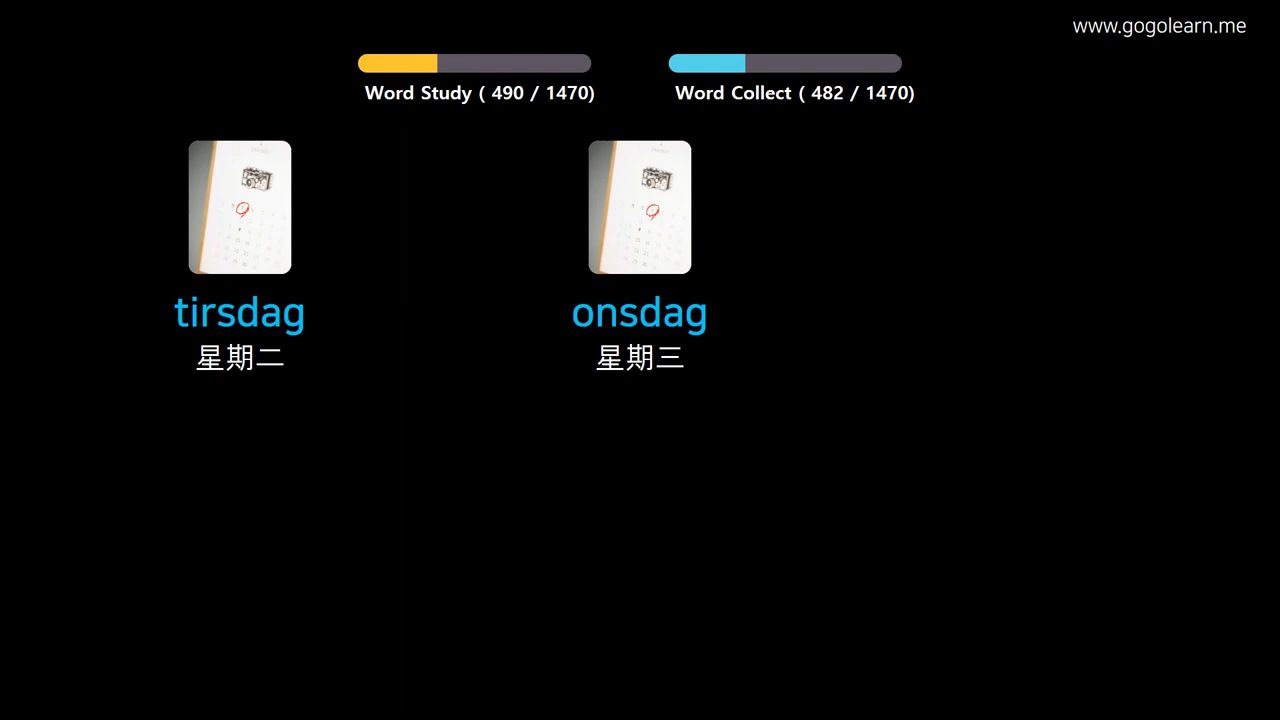 www.gogolearn.me
Word Study ( 490 / 1470)
Word Collect ( 482 / 1470)
tirsdag
onsdag
星期二
星期三